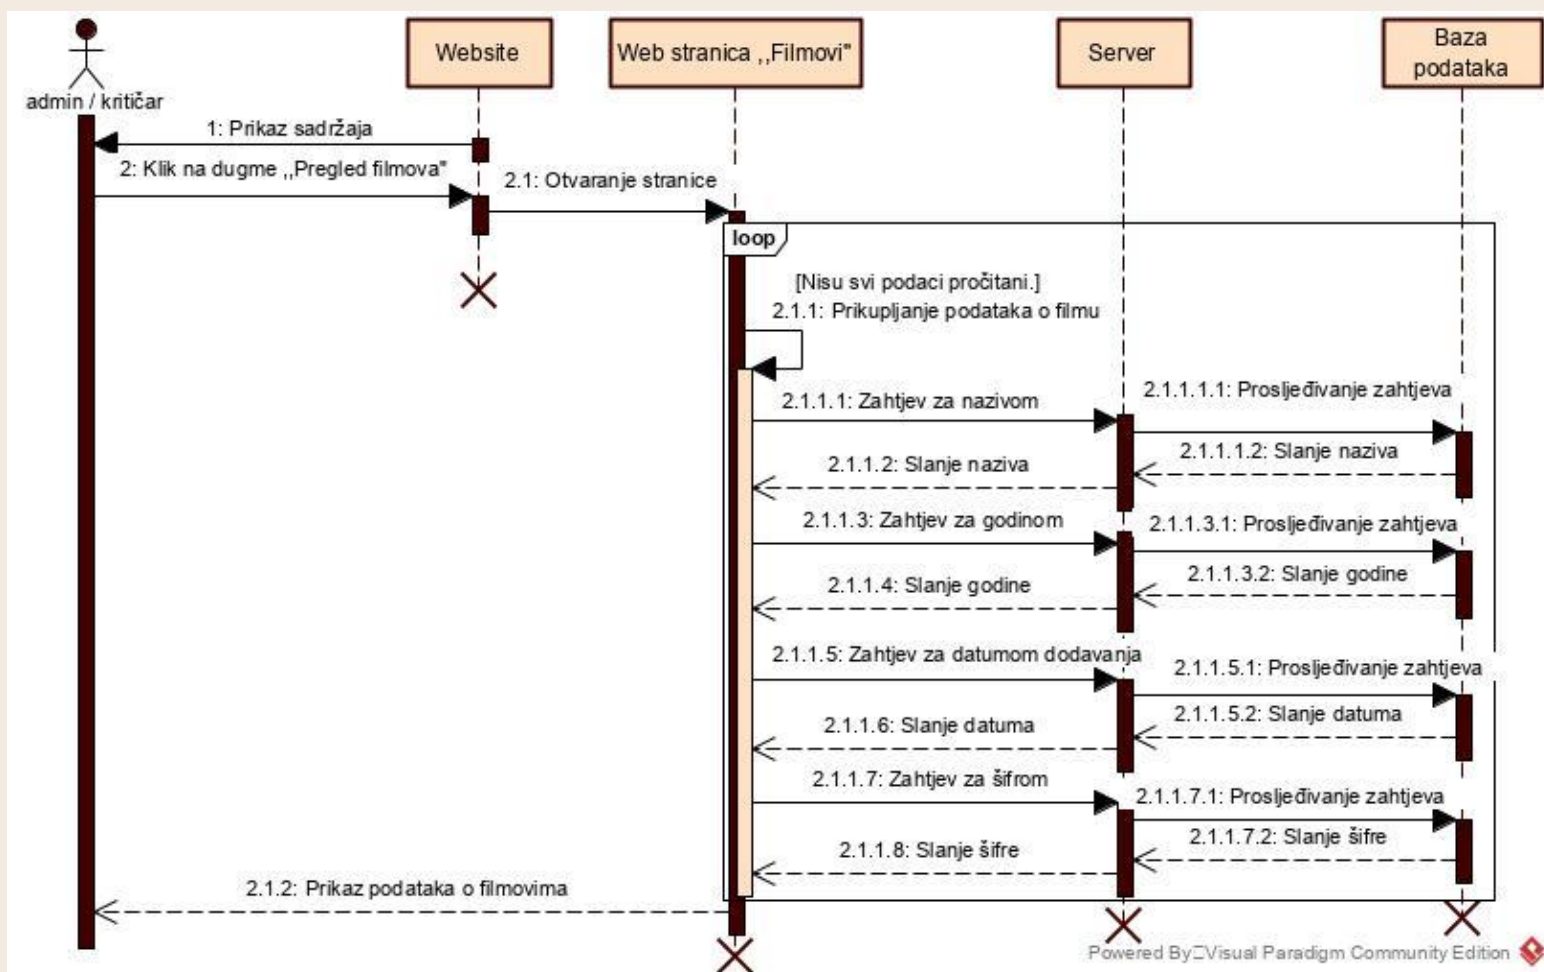 Website
Web stranica ,,Filmovi"
Server
Baza
podataka
admin / kritičar
1: Prikaz sadržaja
2: Klik na dugme ,,Pregled filmova"
2.1: Otvaranje stranice
loop
[Nisu svi podaci pročitani.]
2.1.1: Prikupljanje podataka o filmu
2.1.1.1: Zahtjev za nazivom
2.1.1.1.1: Prosljeđivanje zahtjeva
2.1.1.1.2: Slanje naziva
2.1.1.2: Slanje naziva
2.1.1.3: Zahtjev za godinom
2.1.1.3.1: Prosljeđivanje zahtjeva
2.1.1.3.2: Slanje godine
2.1.1.4: Slanje godine
2.1.1.5: Zahtjev za datumom dodavanja
2.1.1.5.1: Prosljeđivanje zahtjeva
2.1.1.5.2: Slanje datuma
2.1.1.6: Slanje datuma
2.1.1.7: Zahtjev za šifrom
2.1.1.7.1: Prosljeđivanje zahtjeva
2.1.1.7.2: Slanje šifre
2.1.1.8: Slanje šifre
2.1.2: Prikaz podataka o filmovima
Powered By Visual Paradigm Community Edition